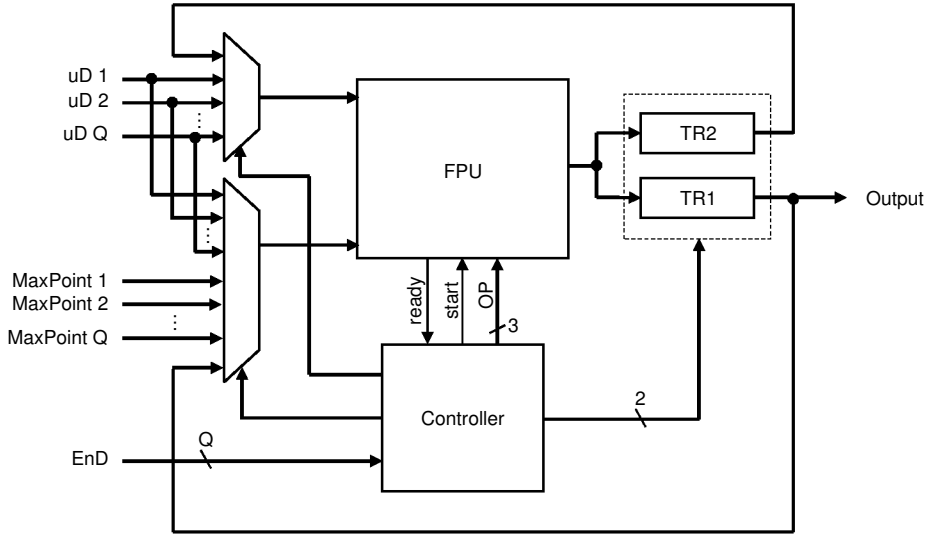 uD 1
uD 2
uD Q
MaxPoint 1
MaxPoint 2
MaxPoint Q
EnD
Q
FPU
ready
start
OP
3
Controller
2
TR2
TR1
Output